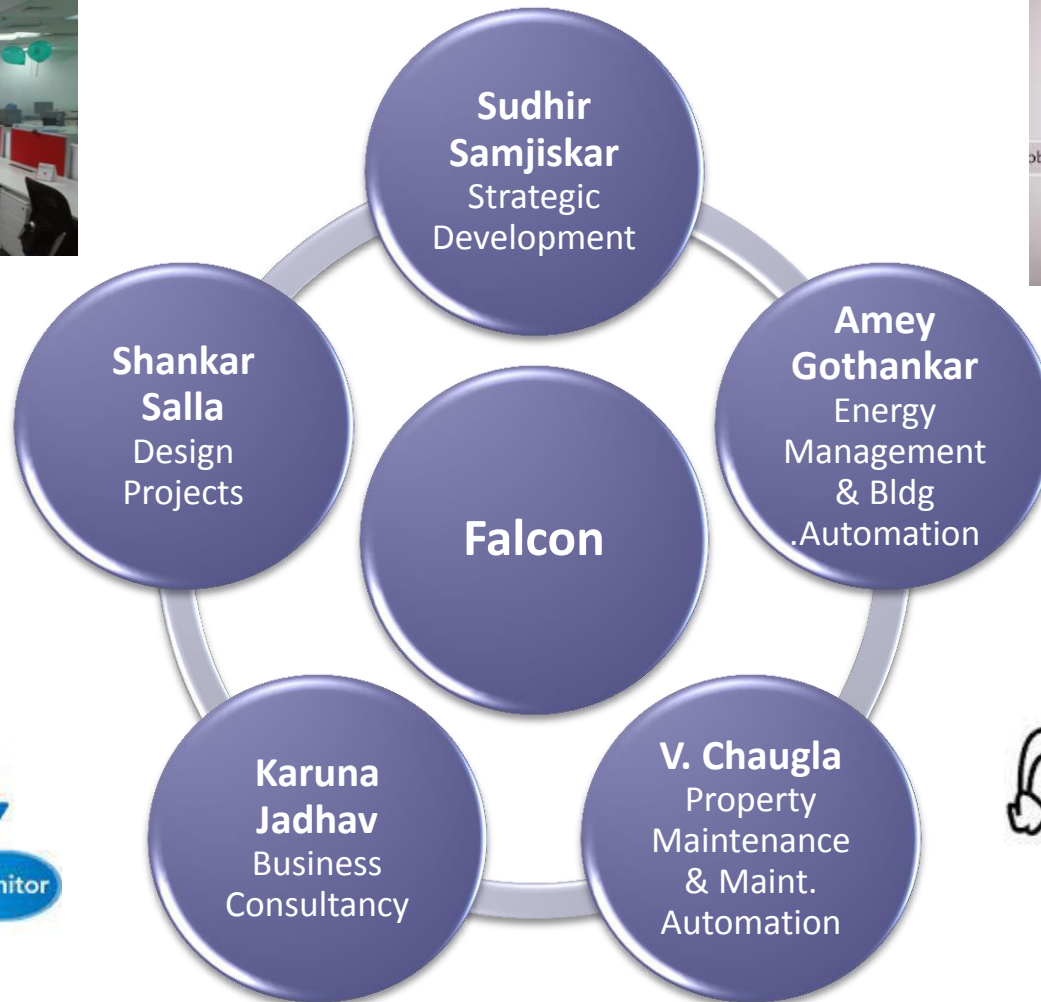 Sudhir
Samjiskar
Strategic
Development
Amey
Gothankar
Energy
Management
& Bldg
.Automation
Shankar
Salla
Design
Projects
Falcon
V. Chaugla
Property
Maintenance
& Maint.
Automation
Karuna
Jadhav
Business
Consultancy